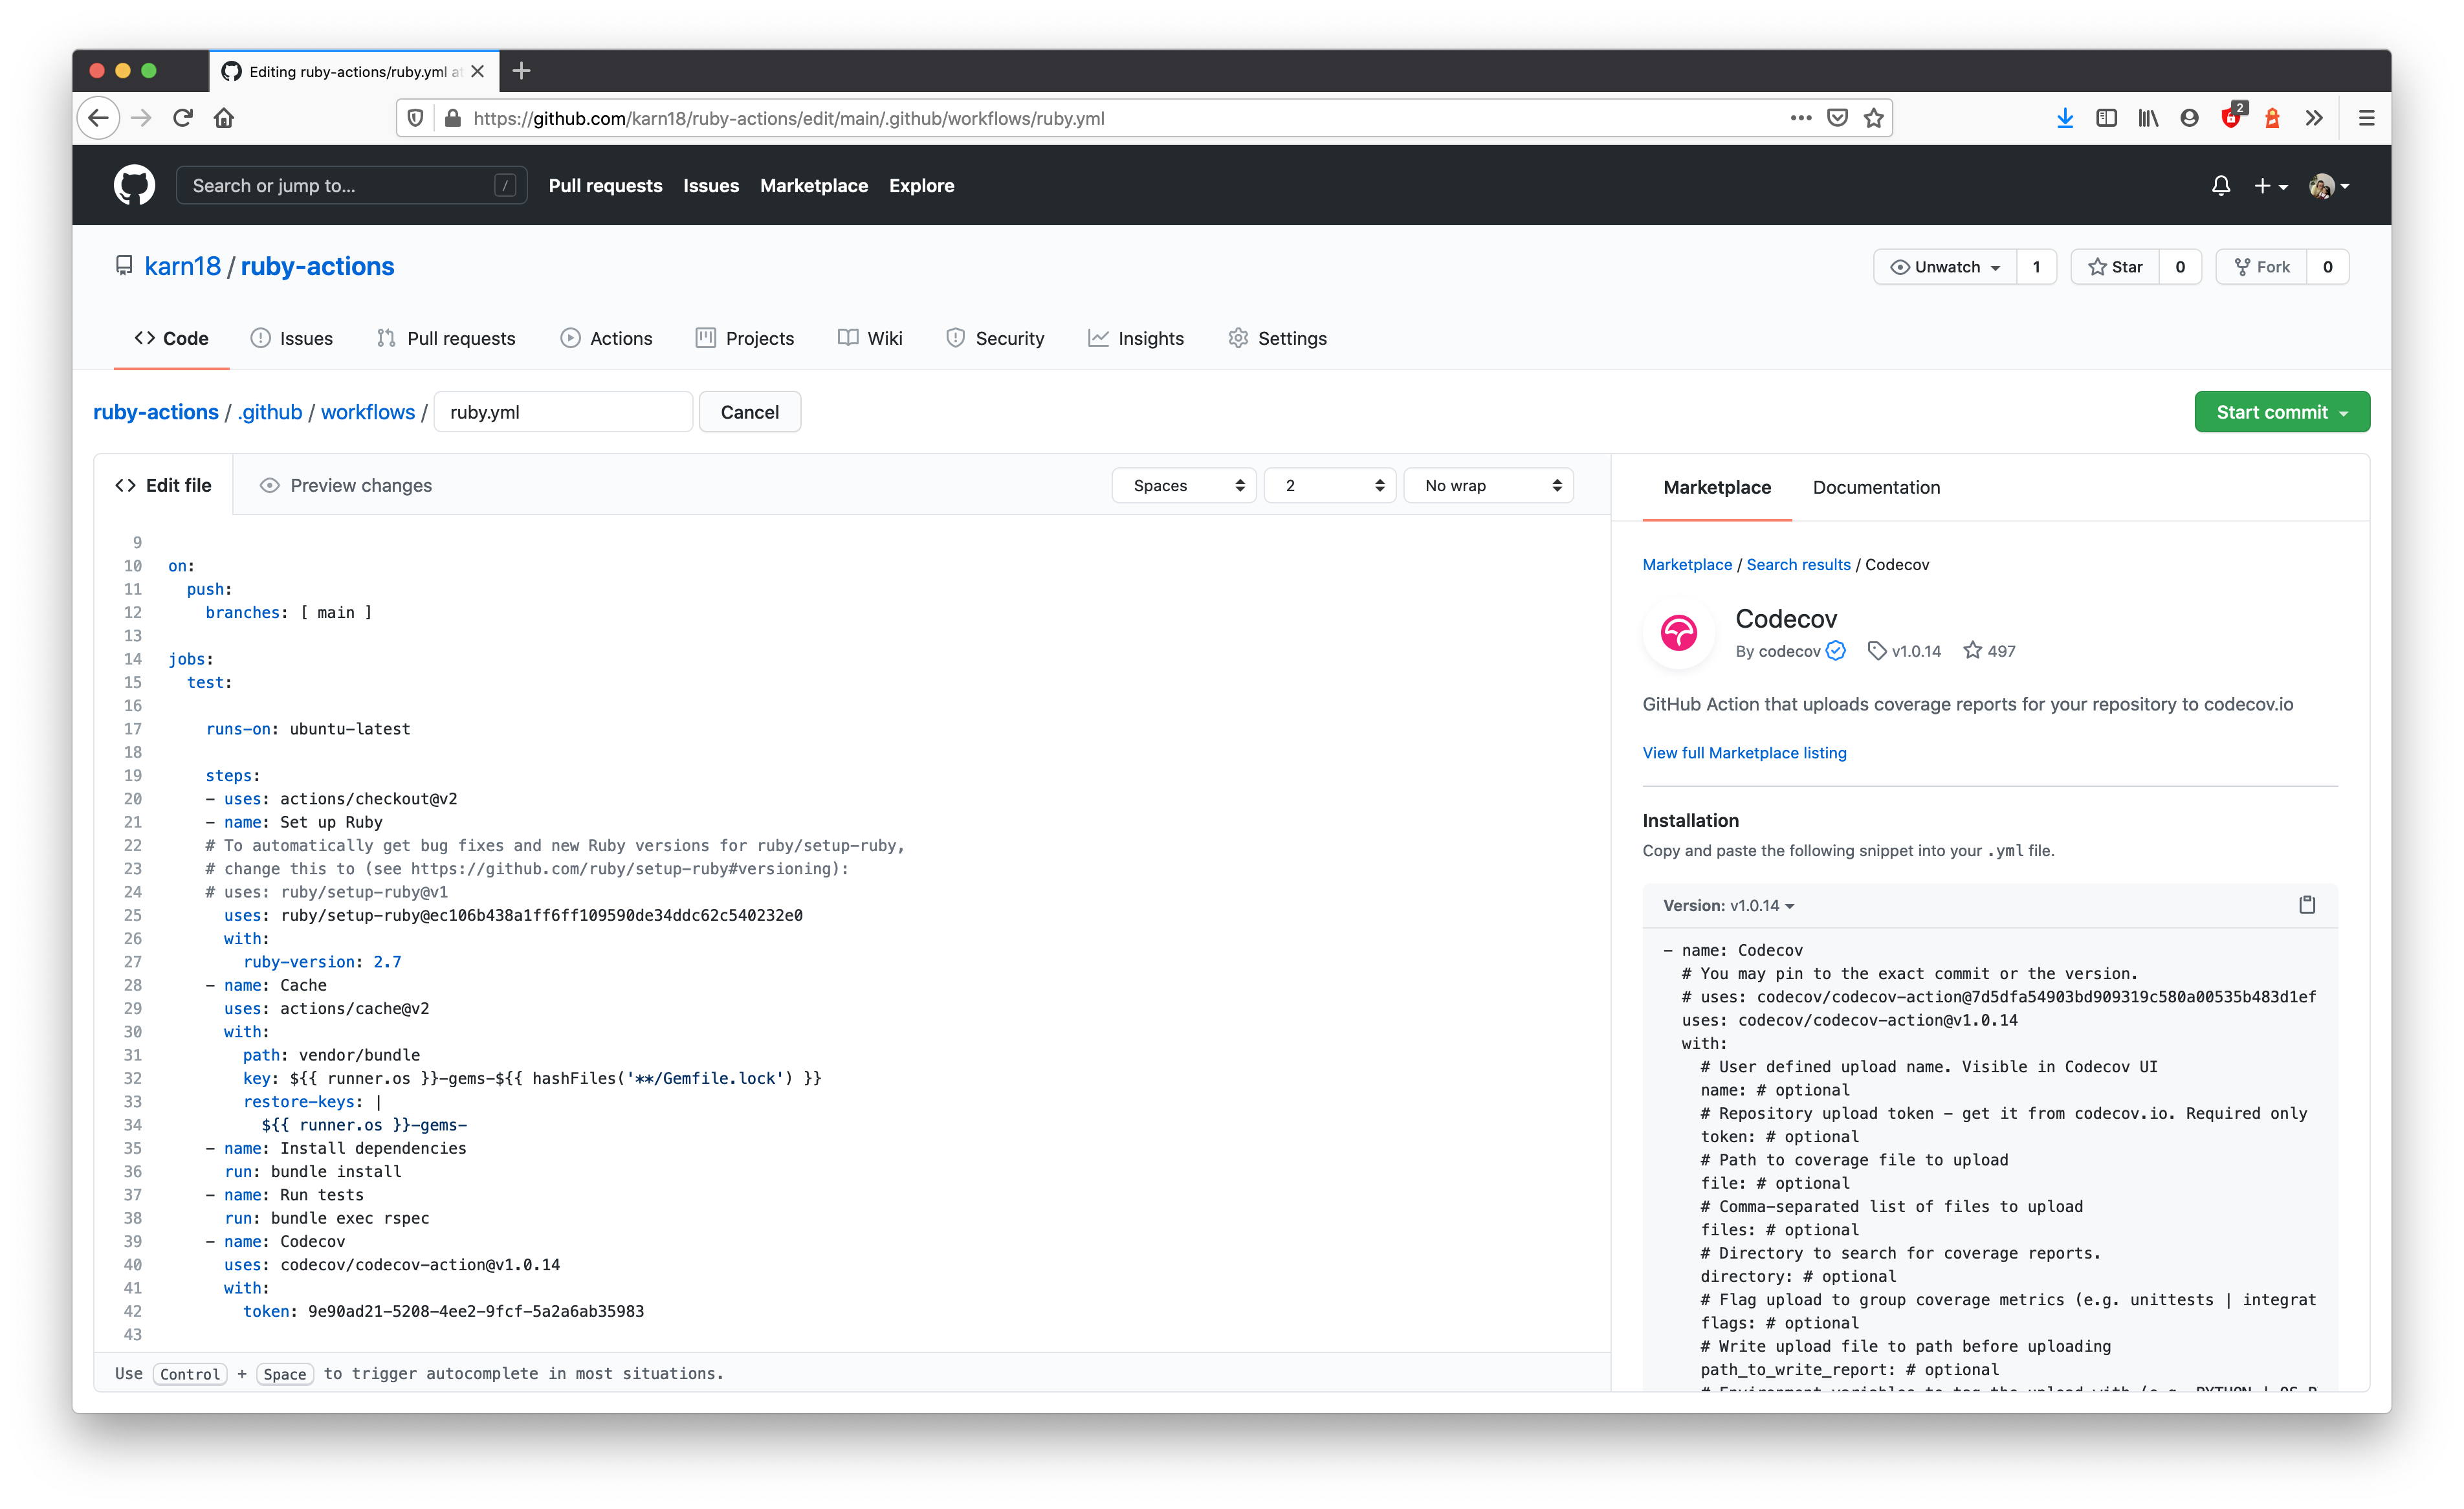 Editing ruby-actions/ruby.yml a
https://github.com/karn18/ruby-actions/edit/main/.github/workflows/ruby.yml
2
Search or jump to... /
Pull requests Issues Marketplace Explore
karn18 / ruby-actions
Unwatch 1 Star 0 Fork 0
Code Issues Pull requests Actions Projects Wiki Security Insights Settings
ruby-actions / .github / workflows / ruby.yml Cancel
Start commit
Edit file Preview changes
Spaces 2 No wrap
9
10 on:
11 push:
12 branches: [ main ]
13
14 jobs:
15 test:
16
17 runs-on: ubuntu-latest
18
19 steps:
20 - uses: actions/checkout@v2
21 - name: Set up Ruby
22 # To automatically get bug fixes and new Ruby versions for ruby/setup-ruby,
23 # change this to (see https://github.com/ruby/setup-ruby#versioning):
24 # uses: ruby/setup-ruby@v1
25 uses: ruby/setup-ruby@ec106b438a1ff6ff109590de34ddc62c540232e0
26 with:
27 ruby-version: 2.7
28 - name: Cache
29 uses: actions/cache@v2
30 with:
31 path: vendor/bundle
32 key: ${{ runner.os }}-gems-${{ hashFiles('**/Gemfile.lock') }}
33 restore-keys: |
34 ${{ runner.os }}-gems-
35 - name: Install dependencies
36 run: bundle install
37 - name: Run tests
38 run: bundle exec rspec
39 - name: Codecov
40 uses: codecov/codecov-action@v1.0.14
41 with:
42 token: 9e90ad21-5208-4ee2-9fcf-5a2a6ab35983
43
Use Control + Space to trigger autocomplete in most situations.
Marketplace Documentation
Marketplace / Search results / Codecov
Codecov
By codecov v1.0.14 497
GitHub Action that uploads coverage reports for your repository to codecov.io
View full Marketplace listing
Installation
Copy and paste the following snippet into your .yml file.
Version: v1.0.14
- name: Codecov
# You may pin to the exact commit or the version.
# uses: codecov/codecov-action@7d5dfa54903bd909319c580a00535b483d1ef
uses: codecov/codecov-action@v1.0.14
with:
# User defined upload name. Visible in Codecov UI
name: # optional
# Repository upload token - get it from codecov.io. Required only
token: # optional
# Path to coverage file to upload
file: # optional
# Comma-separated list of files to upload
files: # optional
# Directory to search for coverage reports.
directory: # optional
# Flag upload to group coverage metrics (e.g. unittests | integrat
flags: # optional
# Write upload file to path before uploading
path_to_write_report: # optional
# Environment variables to tag the upload with (e.g. PYTHON | OS,P